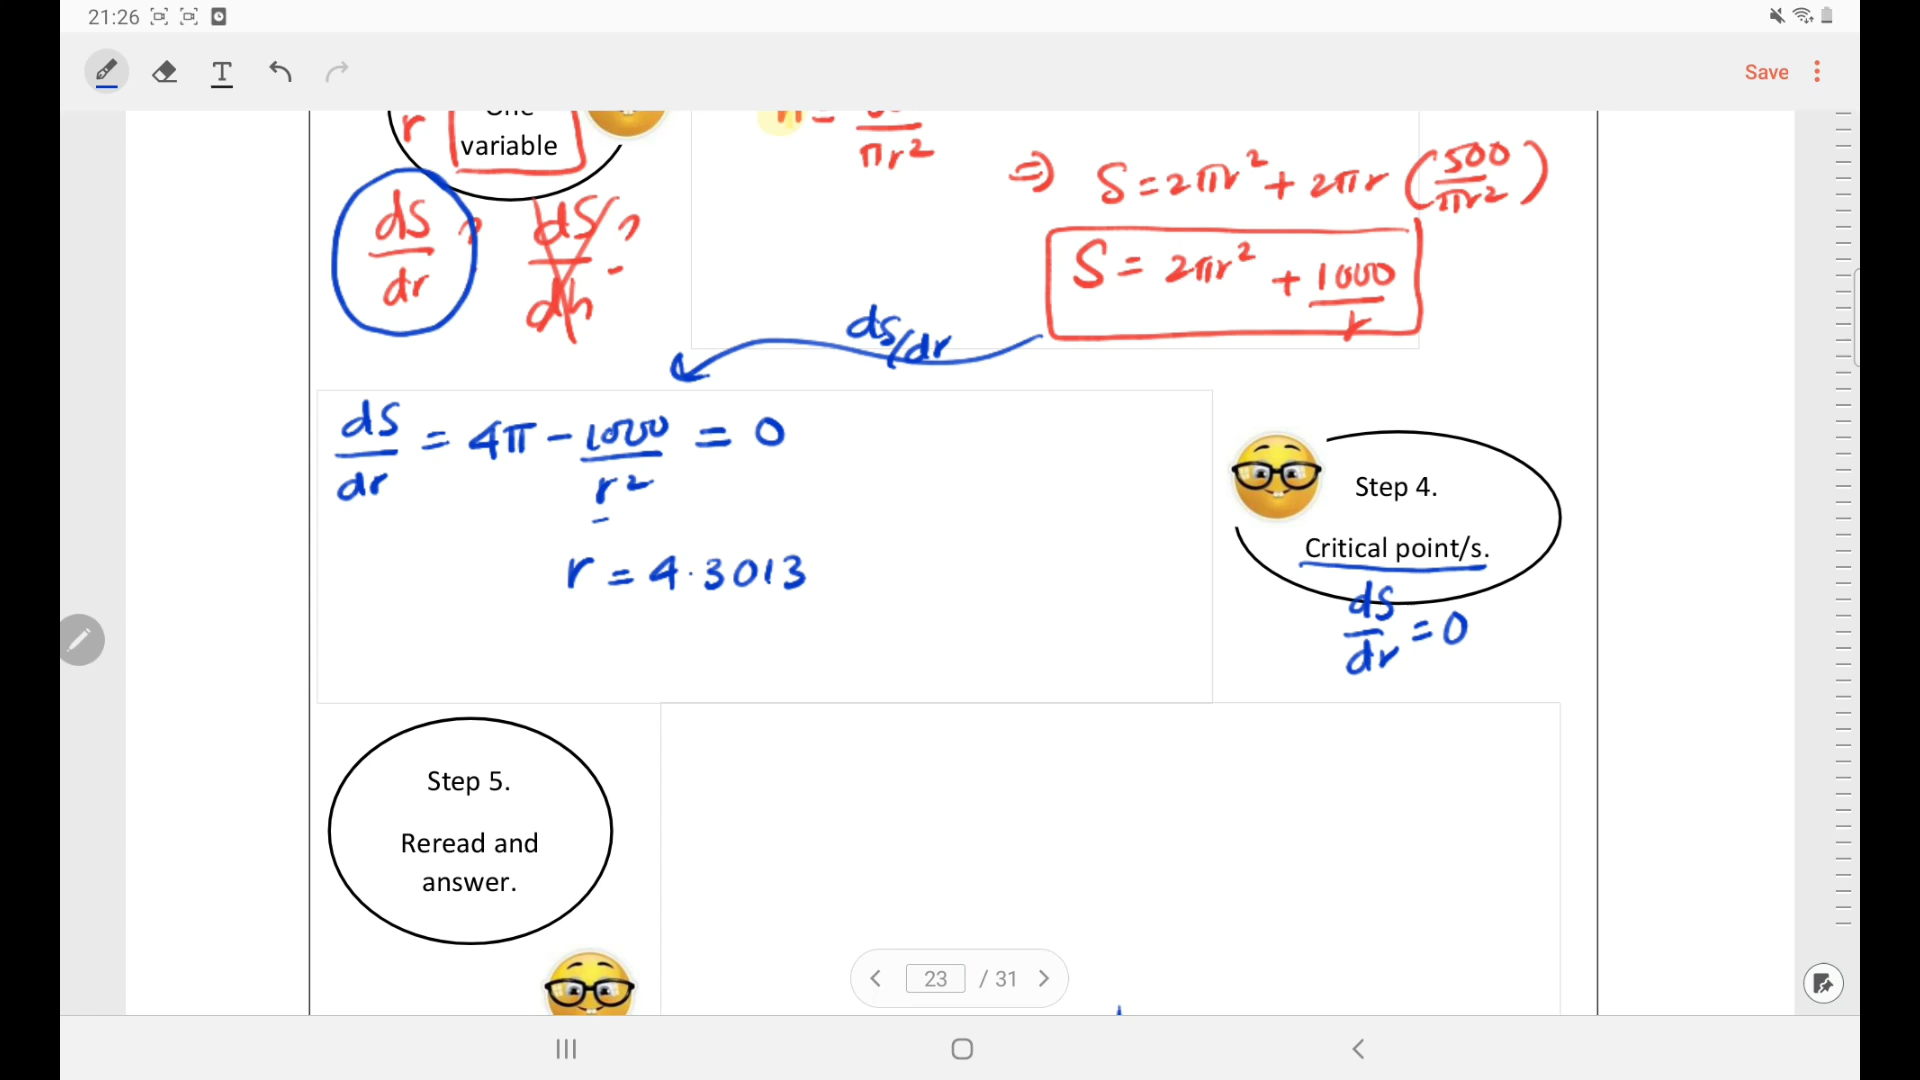 21:26
Save
One
variable
r
h = / πr²
⇒ S = 2πr² + 2πr (500/πr²)
dS/dr ?
dS/dh ?
S = 2πr² + 1000/r
ds/dr
dS/dr = 4π - 1000/r² = 0
r = 4.3013
Step 4.
Critical point/s.
dS/dr = 0
Step 5.
Reread and
answer.
23 / 31